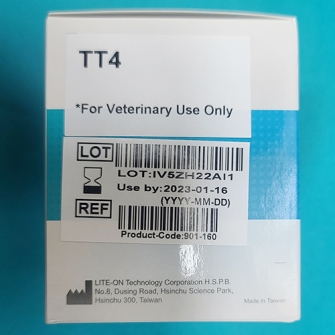 TT4
*For Veterinary Use Only
LOT
LOT:IV5ZH22AI1
Use by:2023-01-16
(YYYY-MM-DD)
REF
Product-Code:901-160
LITE-ON Technology Corporation H.S.P.B.
No.8, Dusing Road, Hsinchu Science Park,
Hsinchu 300, Taiwan
Made in Taiwan